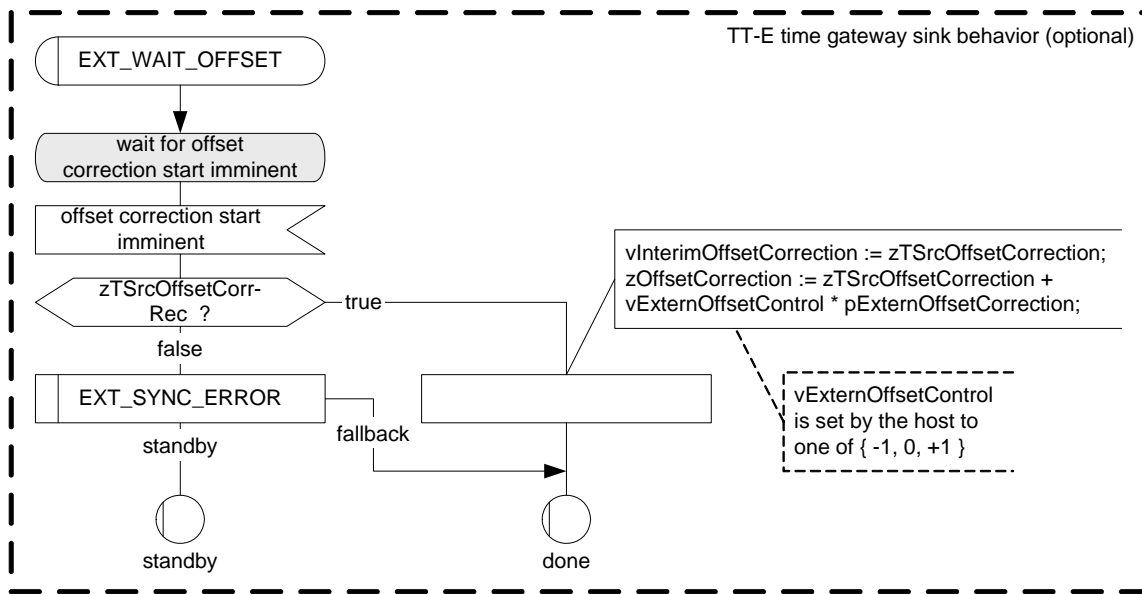 TT-E time gateway sink behavior (optional)
EXT_WAIT_OFFSET
wait for offset
correction start imminent
offset correction start
imminent
zTSrcOffsetCorr-
Rec ?
true
false
vInterimOffsetCorrection := zTSrcOffsetCorrection;
zOffsetCorrection := zTSrcOffsetCorrection +
vExternOffsetControl * pExternOffsetCorrection;
EXT_SYNC_ERROR
fallback
standby
vExternOffsetControl
is set by the host to
one of { -1, 0, +1 }
standby
done